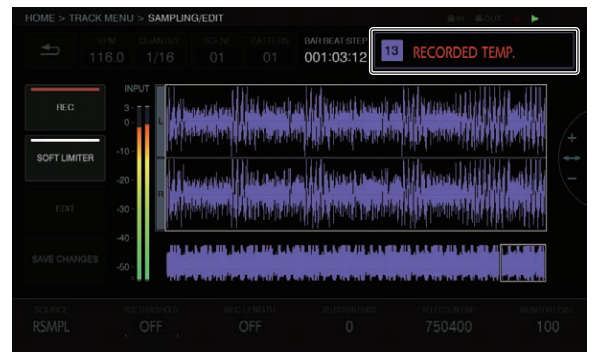 HOME > TRACK MENU > SAMPLING/EDIT
IN OUT
BPM QUANTIZE SCENE PATTERN BAR:BEAT:STEP
116.0 1/16 01 01 001:03:12
13 RECORDED TEMP.
INPUT
REC
3
0
L
SOFT LIMITER
-10
+
-20
-
EDIT
-30
R
-40
SAVE CHANGES
-50
SOURCE REC THRESHOLD REC LENGTH SELECTION START SELECTION END MONITOR LEVEL
RSMPL OFF OFF 0 750400 100